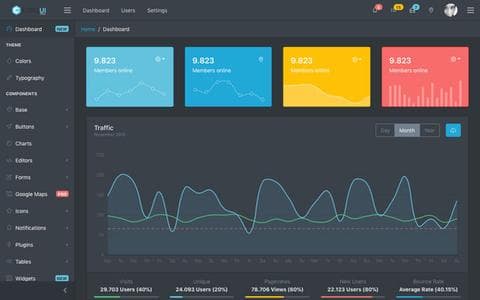 UI
Dashboard
Users
Settings
Dashboard NEW
THEME
Colors
Typography
COMPONENTS
Base
Buttons
Charts
Editors
Forms
Google Maps PRO
Icons
Notifications
Plugins
Tables
Widgets NEW
Home / Dashboard
9.823
Members online
9.823
Members online
9.823
Members online
9.823
Members online
Traffic
November 2015
Day Month Year
Visits
29.703 Users (40%)
Unique
24.093 Users (20%)
Pageviews
78.706 Views (60%)
New Users
22.123 Users (80%)
Bounce Rate
Average Rate (40.15%)